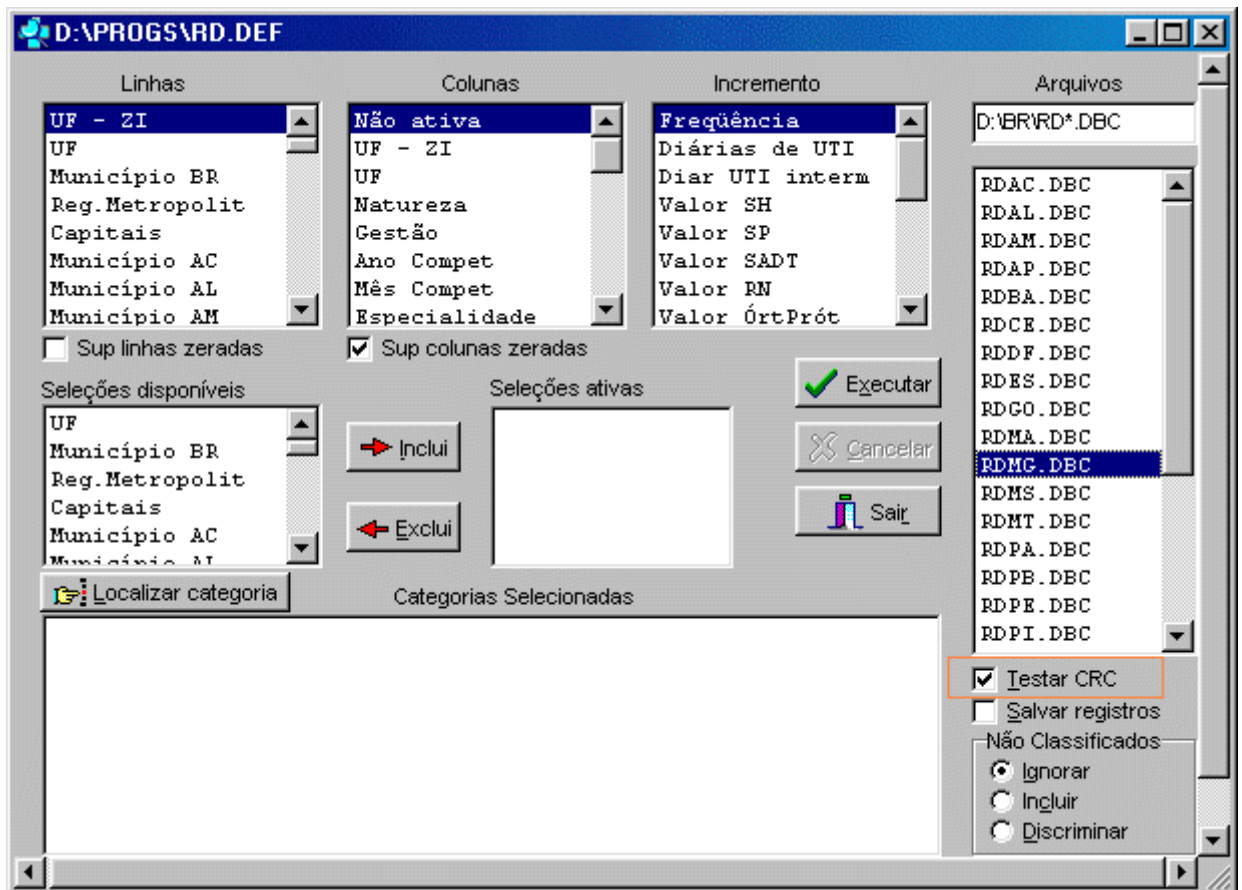 D:\PROGS\RD.DEF
Linhas
UF - ZI
UF
Município BR
Reg.Metropolit
Capitais
Município AC
Município AL
Município AM
Sup linhas zeradas
Colunas
Não ativa
UF - ZI
UF
Natureza
Gestão
Ano Compet
Mês Compet
Especialidade
Sup colunas zeradas
Incremento
Freqüência
Diárias de UTI
Diar UTI interm
Valor SH
Valor SP
Valor SADT
Valor RN
Valor ÓrtPrót
Arquivos
D:\BR\RD*.DBC
RDAC.DBC
RDAL.DBC
RDAM.DBC
RDAP.DBC
RDBA.DBC
RDCE.DBC
RDDF.DBC
RDES.DBC
RDGO.DBC
RDMA.DBC
RDMG.DBC
RDMS.DBC
RDMT.DBC
RDPA.DBC
RDPB.DBC
RDPE.DBC
RDPI.DBC
Seleções disponíveis
UF
Município BR
Reg.Metropolit
Capitais
Município AC
Município AL
Inclui
Exclui
Seleções ativas
Executar
Cancelar
Sair
Localizar categoria
Categorias Selecionadas
Testar CRC
Salvar registros
Não Classificados
Ignorar
Incluir
Discriminar